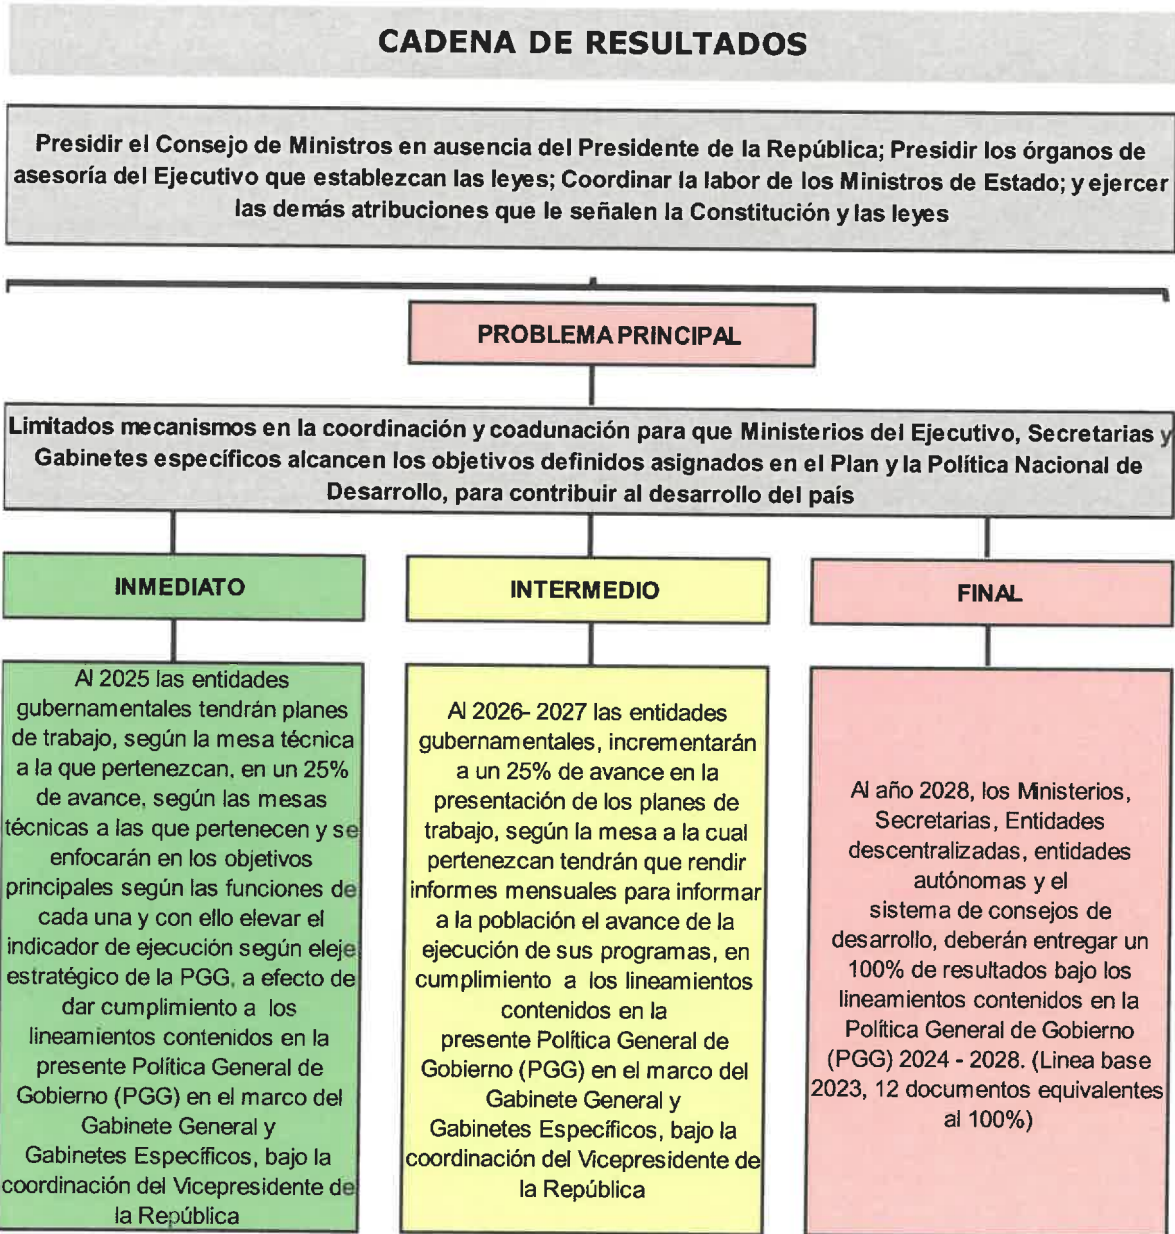 CADENA DE RESULTADOS
Presidir el Consejo de Ministros en ausencia del Presidente de la República; Presidir los órganos de
asesoría del Ejecutivo que establezcan las leyes; Coordinar la labor de los Ministros de Estado; y ejercer
las demás atribuciones que le señalen la Constitución y las leyes
PROBLEMA PRINCIPAL
Limitados mecanismos en la coordinación y coadunación para que Ministerios del Ejecutivo, Secretarias y
Gabinetes específicos alcancen los objetivos definidos asignados en el Plan y la Política Nacional de
Desarrollo, para contribuir al desarrollo del país
INMEDIATO
Al 2025 las entidades
gubernamentales tendrán planes
de trabajo, según la mesa técnica
a la que pertenezcan, en un 25%
de avance, según las mesas
técnicas a las que pertenecen y se
enfocarán en los objetivos
principales según las funciones de
cada una y con ello elevar el
indicador de ejecución según eleje
estratégico de la PGG, a efecto de
dar cumplimiento a los
lineamientos contenidos en la
presente Política General de
Gobierno (PGG) en el marco del
Gabinete General y
Gabinetes Específicos, bajo la
coordinación del Vicepresidente de
la República
INTERMEDIO
Al 2026- 2027 las entidades
gubernamentales, incrementarán
a un 25% de avance en la
presentación de los planes de
trabajo, según la mesa a la cual
pertenezcan tendrán que rendir
informes mensuales para informar
a la población el avance de la
ejecución de sus programas, en
cumplimiento a los lineamientos
contenidos en la
presente Política General de
Gobierno (PGG) en el marco del
Gabinete General y
Gabinetes Específicos, bajo la
coordinación del Vicepresidente de
la República
FINAL
Al año 2028, los Ministerios,
Secretarias, Entidades
descentralizadas, entidades
autónomas y el
sistema de consejos de
desarrollo, deberán entregar un
100% de resultados bajo los
lineamientos contenidos en la
Política General de Gobierno
(PGG) 2024 - 2028. (Linea base
2023, 12 documentos equivalentes
al 100%)